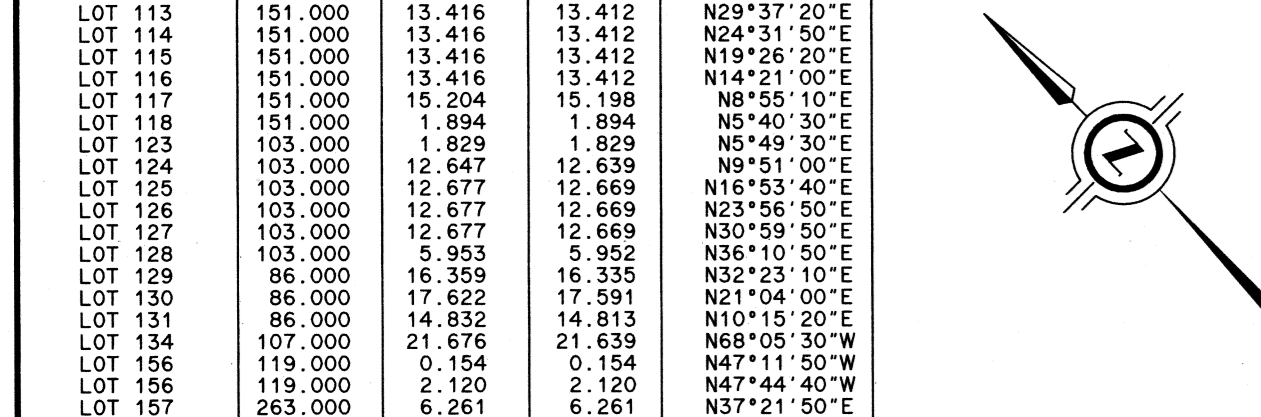 LOT 113 151.000 13.416 13.412 N29°37'20"E
LOT 114 151.000 13.416 13.412 N24°31'50"E
LOT 115 151.000 13.416 13.412 N19°26'20"E
LOT 116 151.000 13.416 13.412 N14°21'00"E
LOT 117 151.000 15.204 15.198 N8°55'10"E
LOT 118 151.000 1.894 1.894 N5°40'30"E
LOT 123 103.000 1.829 1.829 N5°49'30"E
LOT 124 103.000 12.647 12.639 N9°51'00"E
LOT 125 103.000 12.677 12.669 N16°53'40"E
LOT 126 103.000 12.677 12.669 N23°56'50"E
LOT 127 103.000 12.677 12.669 N30°59'50"E
LOT 128 103.000 5.953 5.952 N36°10'50"E
LOT 129 86.000 16.359 16.335 N32°23'10"E
LOT 130 86.000 17.622 17.591 N21°04'00"E
LOT 131 86.000 14.832 14.813 N10°15'20"E
LOT 134 107.000 21.676 21.639 N68°05'30"W
LOT 156 119.000 0.154 0.154 N47°11'50"W
LOT 156 119.000 2.120 2.120 N47°44'40"W
LOT 157 263.000 6.261 6.261 N37°21'50"E
N